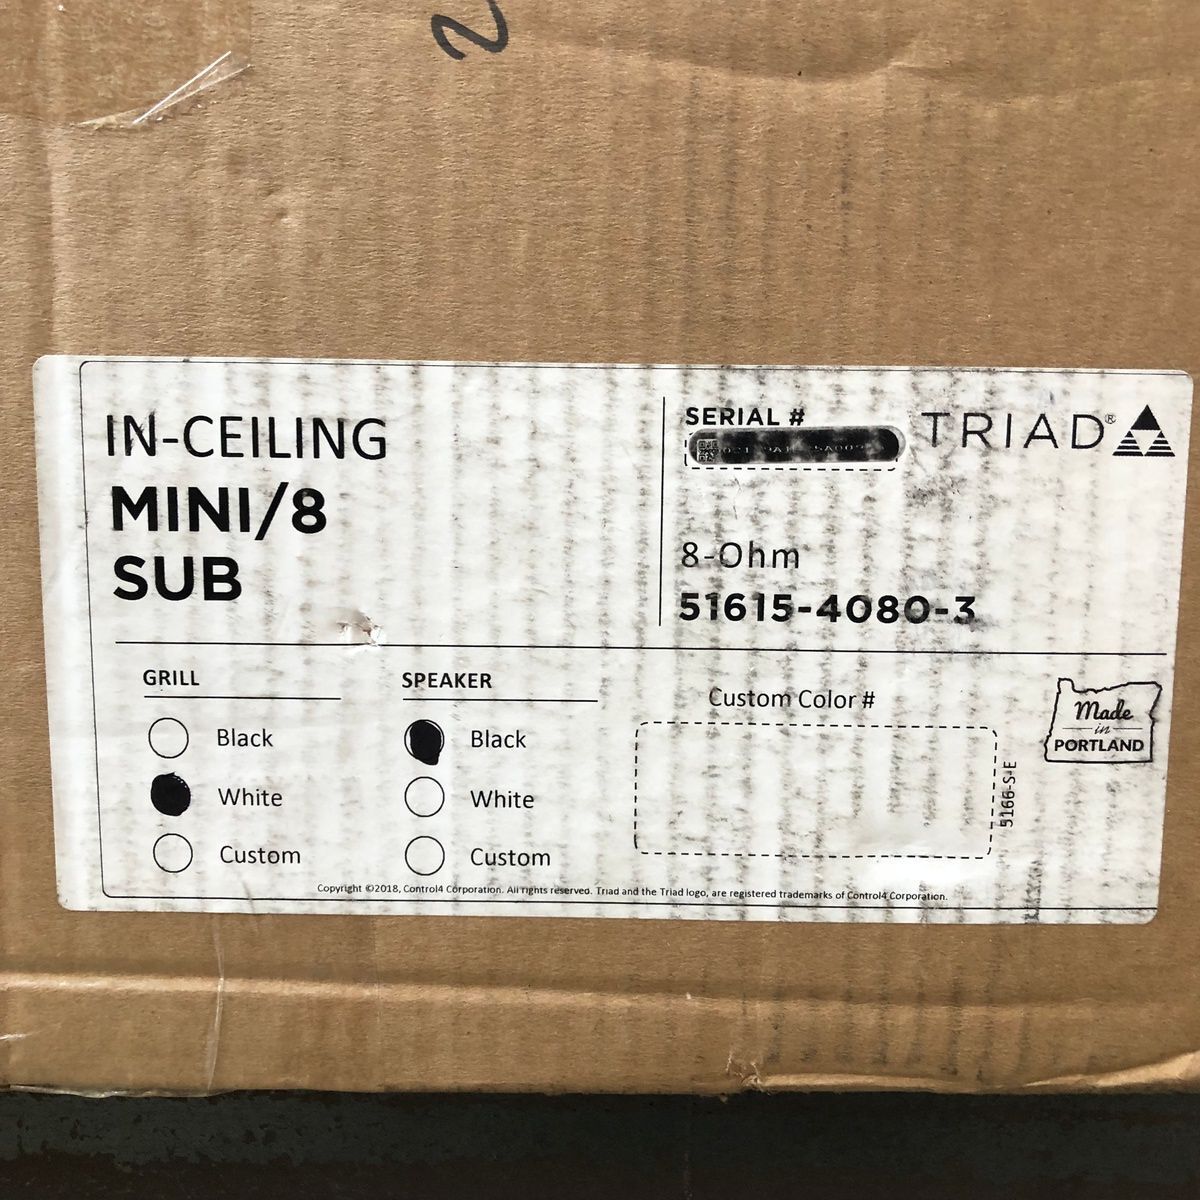 2
IN-CEILING
MINI/8
SUB
SERIAL #
TRIAD®
8-Ohm
51615-4080-3
GRILL
Black
White
Custom
SPEAKER
Black
White
Custom
Custom Color #
5166-S-E
Made
in
PORTLAND
Copyright ©2018, Control4 Corporation. All rights reserved. Triad and the Triad logo, are registered trademarks of Control4 Corporation.